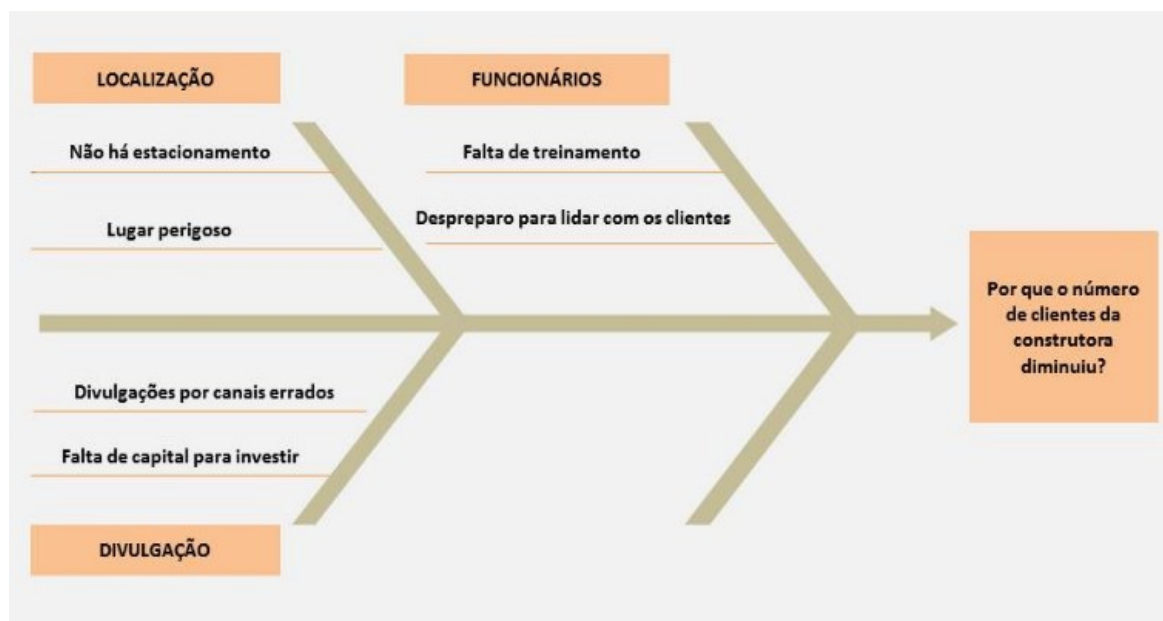 LOCALIZAÇÃO
Não há estacionamento
Lugar perigoso
FUNCIONÁRIOS
Falta de treinamento
Despreparo para lidar com os clientes
Por que o número
de clientes da
construtora
diminuiu?
Divulgações por canais errados
Falta de capital para investir
DIVULGAÇÃO